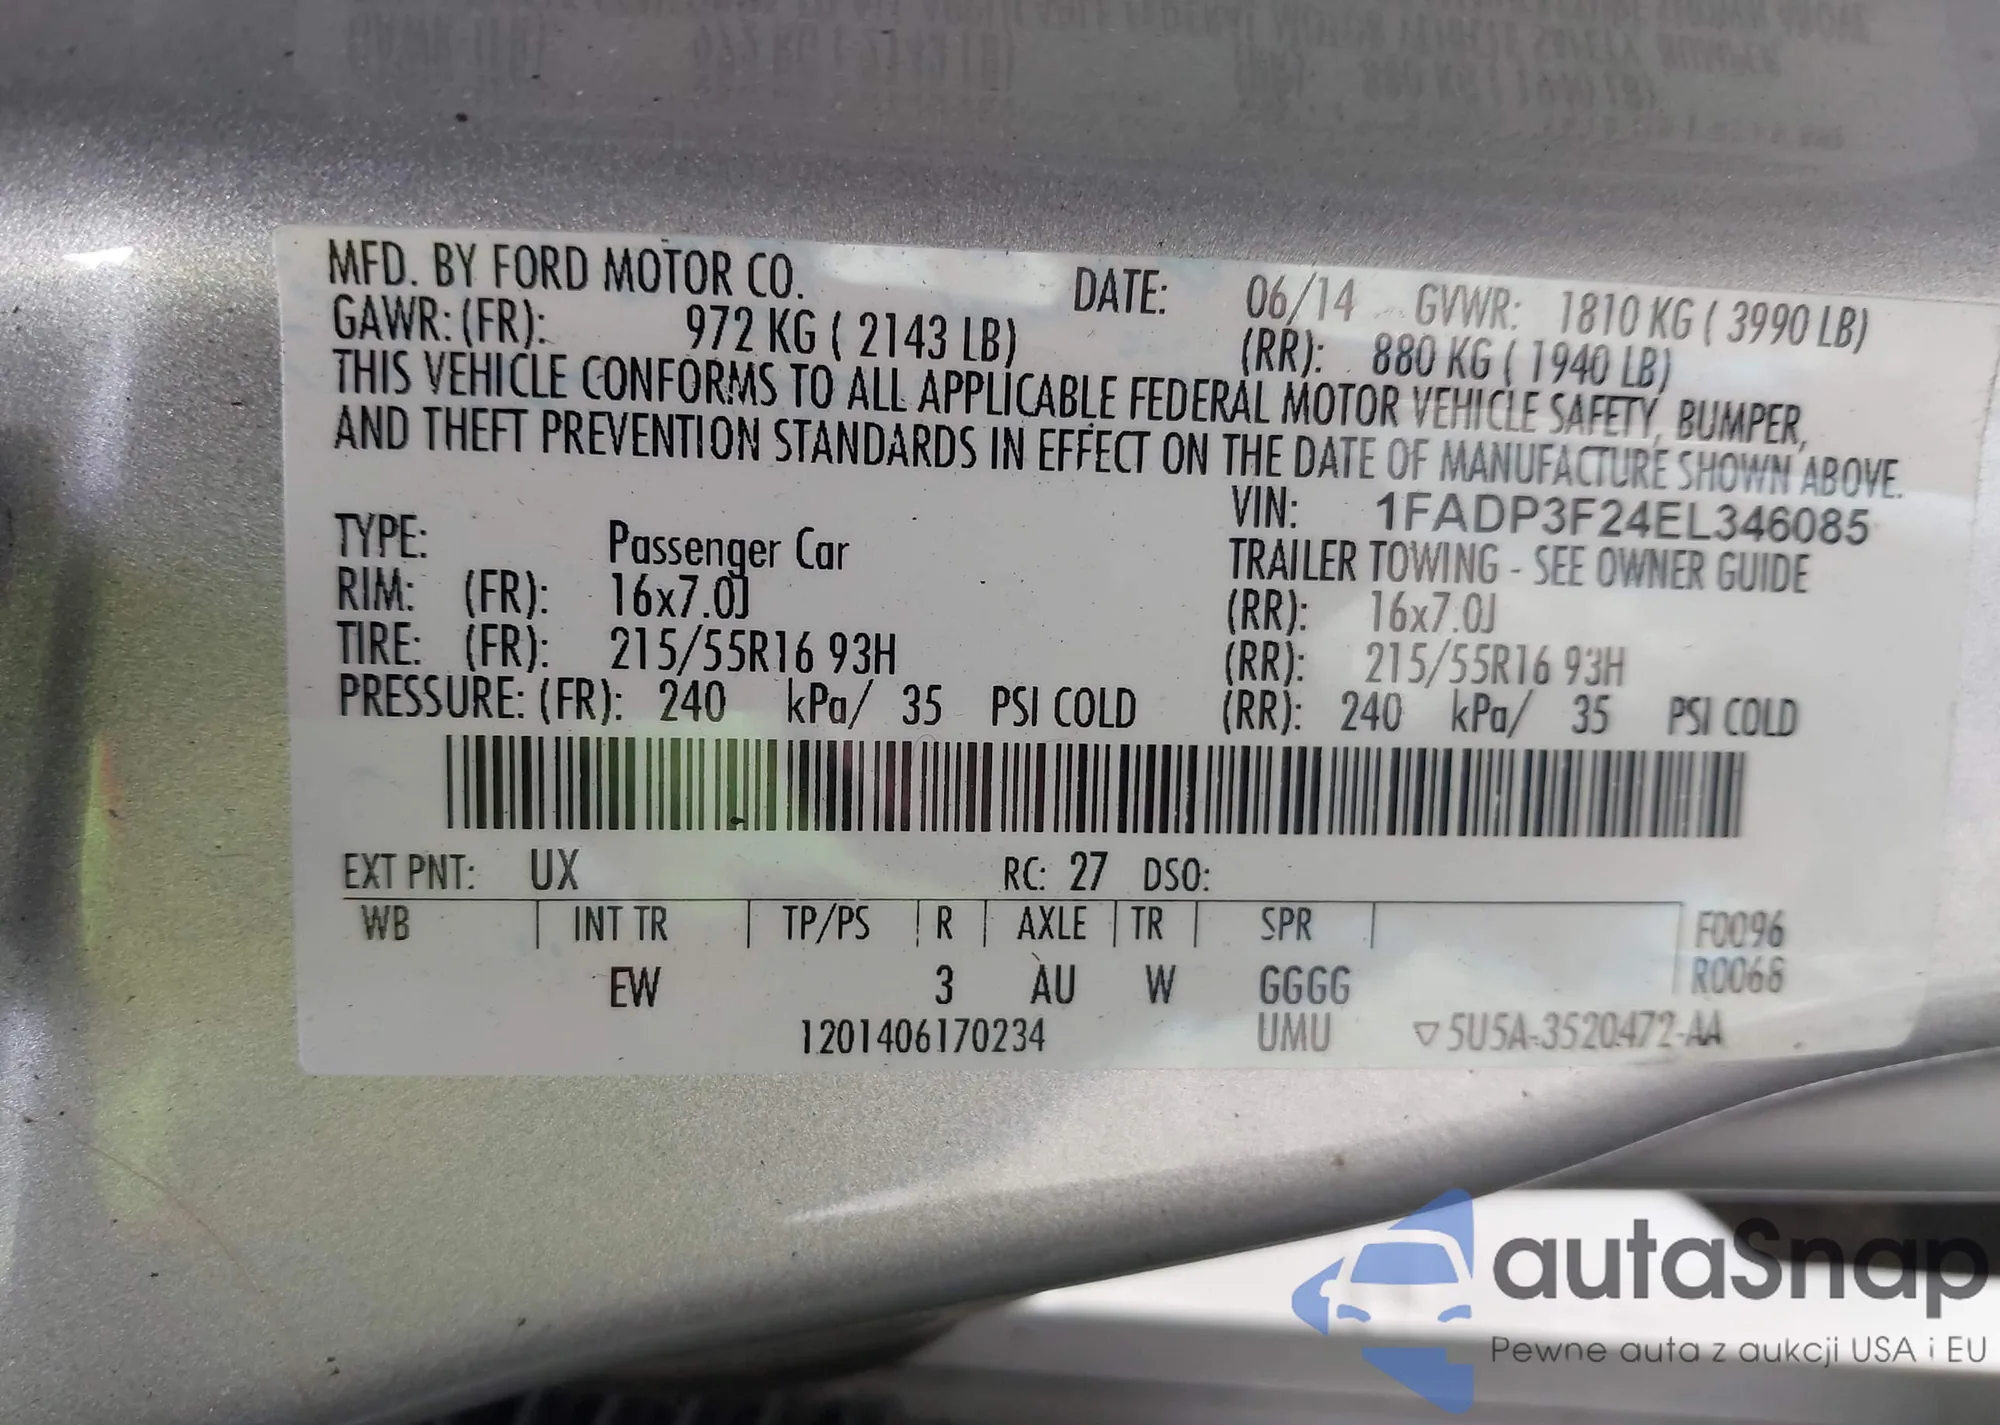 MFD. BY FORD MOTOR CO. DATE: 06/14 GVWR: 1810 KG ( 3990 LB)
GAWR: (FR): 972 KG ( 2143 LB) (RR): 880 KG ( 1940 LB)
THIS VEHICLE CONFORMS TO ALL APPLICABLE FEDERAL MOTOR VEHICLE SAFETY, BUMPER,
AND THEFT PREVENTION STANDARDS IN EFFECT ON THE DATE OF MANUFACTURE SHOWN ABOVE.
VIN: 1FADP3F24EL346085
TYPE: Passenger Car TRAILER TOWING - SEE OWNER GUIDE
RIM: (FR): 16x7.0J (RR): 16x7.0J
TIRE: (FR): 215/55R16 93H (RR): 215/55R16 93H
PRESSURE: (FR): 240 kPa/ 35 PSI COLD (RR): 240 kPa/ 35 PSI COLD
EXT PNT: UX RC: 27 DSO:
WB INT TR TP/PS R AXLE TR SPR F0096
R0068
EW 3 AU W GGGG
1201406170234 UMU ▽5U5A-3520472-AA
autaSnap
Pewne auta z aukcji USA i EU